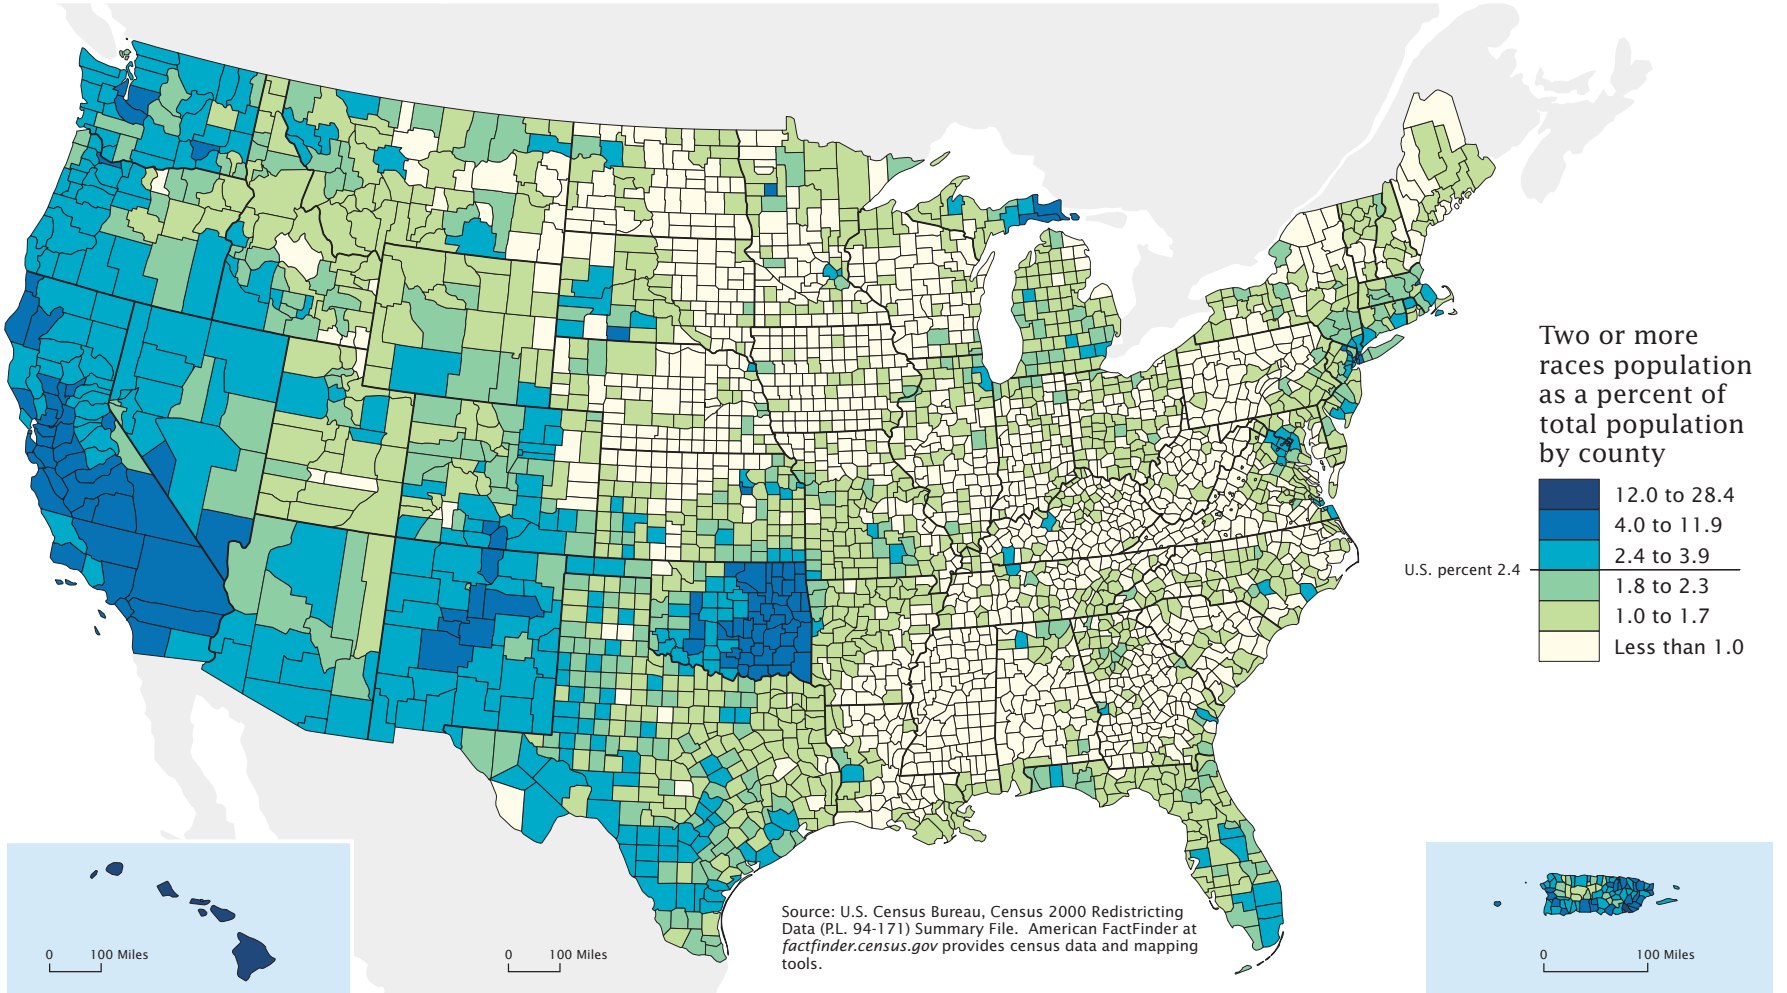 Two or more
races population
as a percent of
total population
by county
12.0 to 28.4
4.0 to 11.9
2.4 to 3.9
U.S. percent 2.4
1.8 to 2.3
1.0 to 1.7
Less than 1.0
Source: U.S. Census Bureau, Census 2000 Redistricting
Data (P.L. 94-171) Summary File.  American FactFinder at
factfinder.census.gov provides census data and mapping
tools.
0 100 Miles
0 100 Miles
0 100 Miles